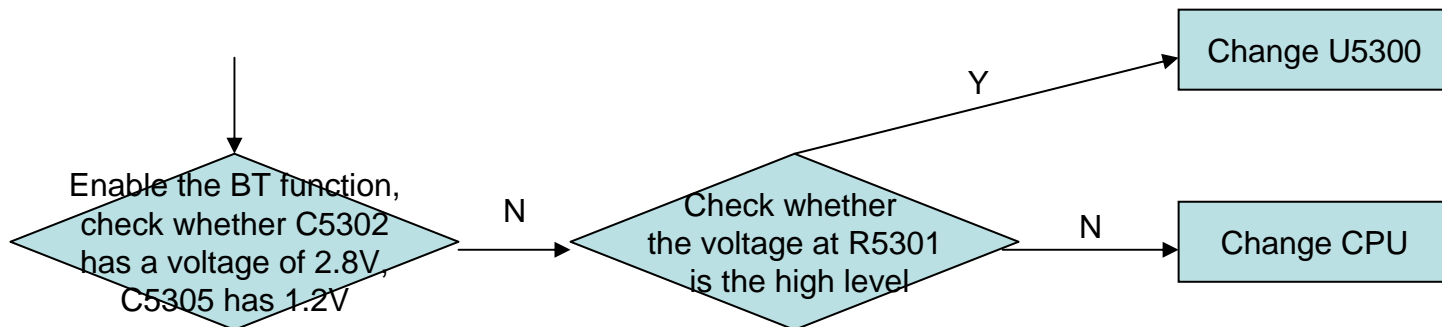 Change U5300
Y
Enable the BT function,
check whether C5302
has a voltage of 2.8V,
C5305 has 1.2V
N
Check whether
the voltage at R5301
is the high level
N
Change CPU